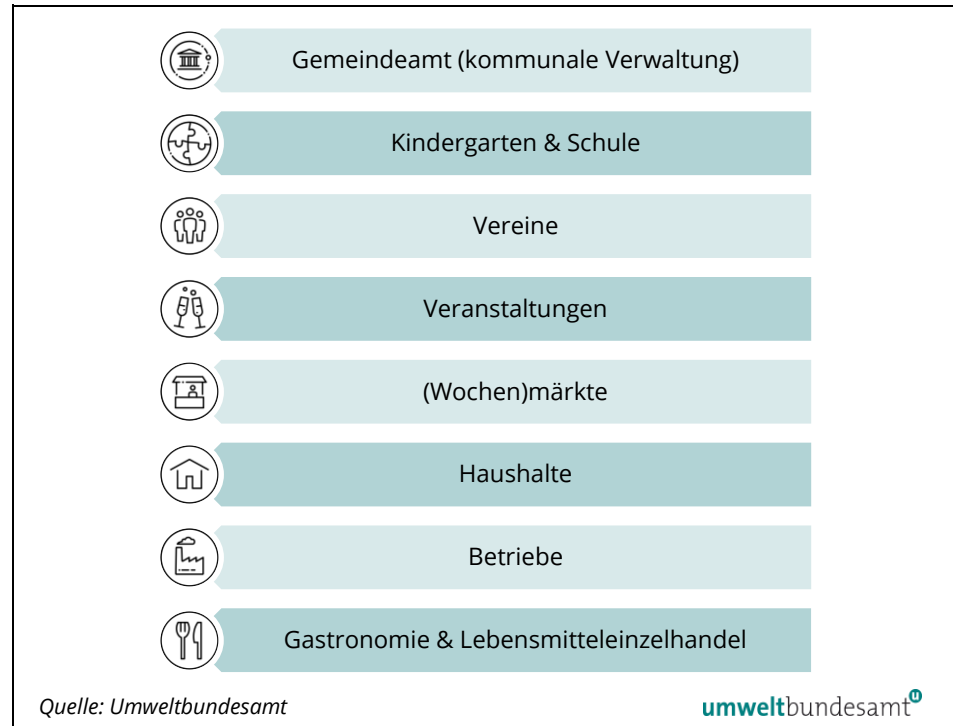 Gemeindeamt (kommunale Verwaltung)
Kindergarten & Schule
Vereine
Veranstaltungen
(Wochen)märkte
Haushalte
Betriebe
Gastronomie & Lebensmitteleinzelhandel
Quelle: Umweltbundesamt
umweltbundesamt u